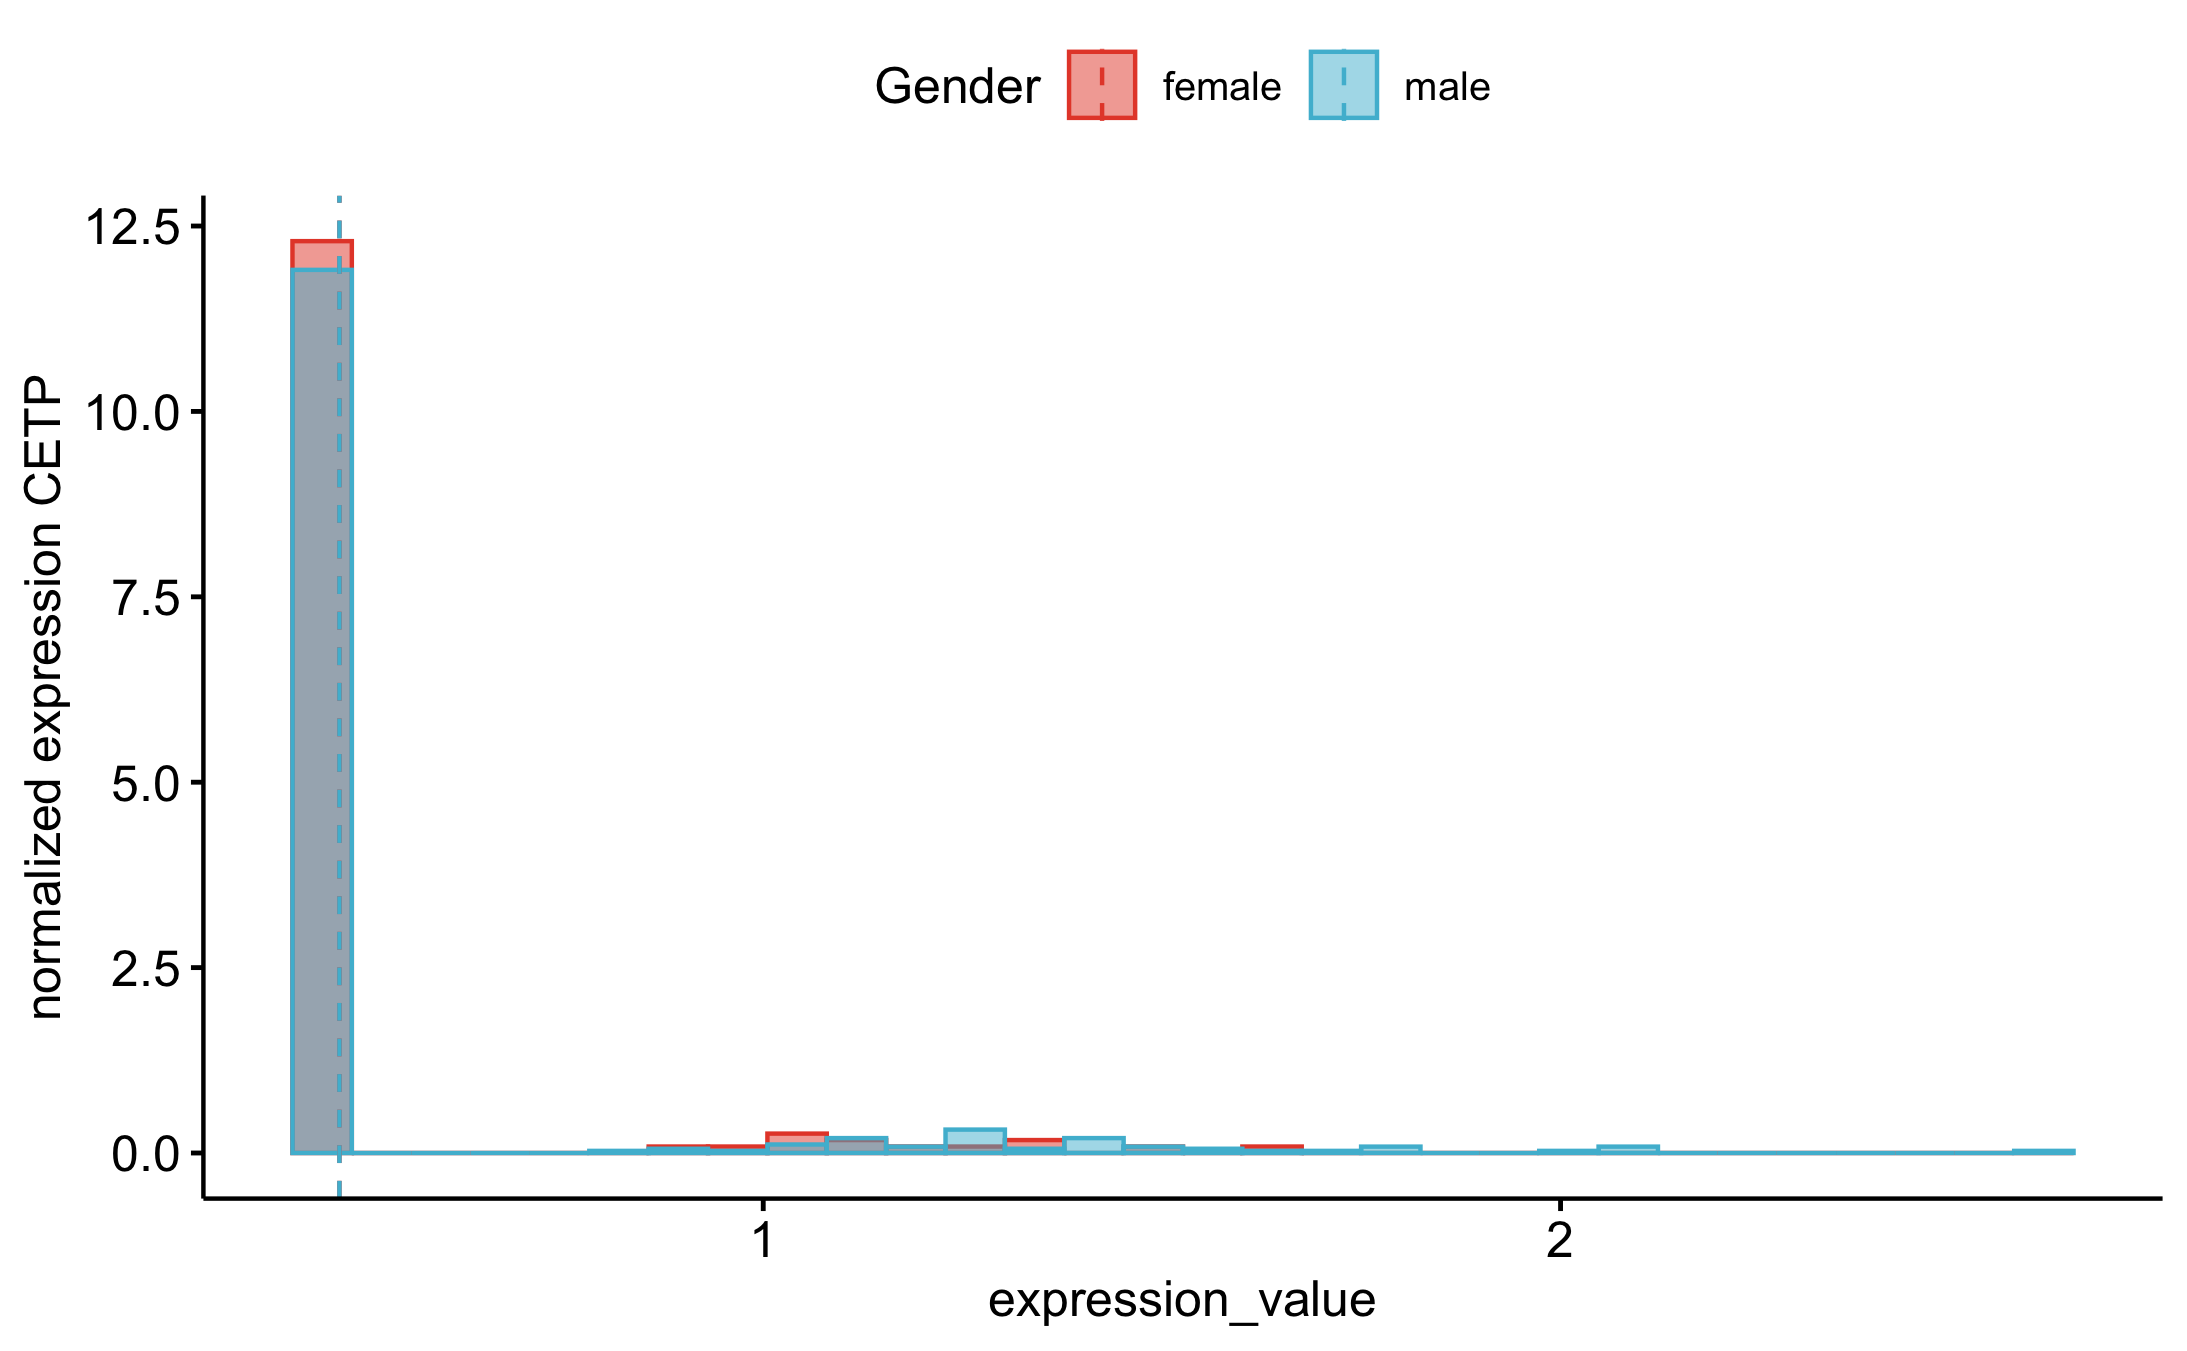 Gender female male
12.5
10.0
7.5
5.0
2.5
0.0
normalized expression CETP
1 2
expression_value